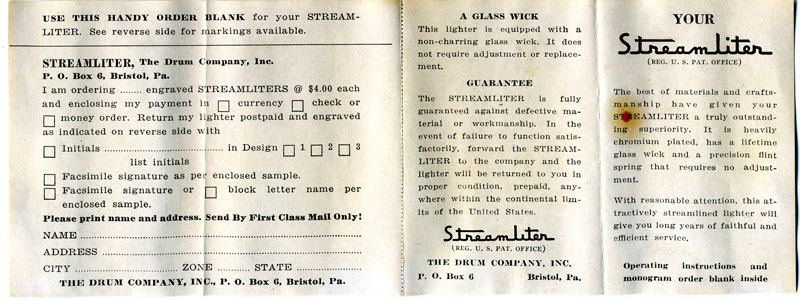 USE THIS HANDY ORDER BLANK for your STREAM-
LITER. See reverse side for markings available.
STREAMLITER, The Drum Company, Inc.
P. O. Box 6, Bristol, Pa.
I am ordering ........ engraved STREAMLITERS @ $4.00 each
and enclosing my payment in ☐ currency ☐ check or
☐ money order. Return my lighter postpaid and engraved
as indicated on reverse side with
☐ Initials ................................ in Design ☐ 1 ☐ 2 ☐ 3
list initials
☐ Facsimile signature as per enclosed sample.
☐ Facsimile signature or ☐ block letter name per
enclosed sample.
Please print name and address. Send By First Class Mail Only!
NAME ................................
ADDRESS ................................
CITY ................ ZONE ........ STATE ................
THE DRUM COMPANY, INC., P. O. Box 6, Bristol, Pa.
A GLASS WICK
This lighter is equipped with a
non-charring glass wick. It does
not require adjustment or replace-
ment.
GUARANTEE
The STREAMLITER is fully
guaranteed against defective ma-
terial or workmanship. In the
event of failure to function satis-
factorily, forward the STREAM-
LITER to the company and the
lighter will be returned to you in
proper condition, prepaid, any-
where within the continental lim-
its of the United States.
Streamliter
(REG. U. S. PAT. OFFICE)
THE DRUM COMPANY, INC.
P. O. Box 6 Bristol, Pa.
YOUR
Streamliter
(REG. U. S. PAT. OFFICE)
The best of materials and crafts-
manship have given your
STREAMLITER a truly outstand-
ing superiority. It is heavily
chromium plated, has a lifetime
glass wick and a precision flint
spring that requires no adjust-
ment.
With reasonable attention, this at-
tractively streamlined lighter will
give you long years of faithful and
efficient service.
Operating instructions and
monogram order blank inside